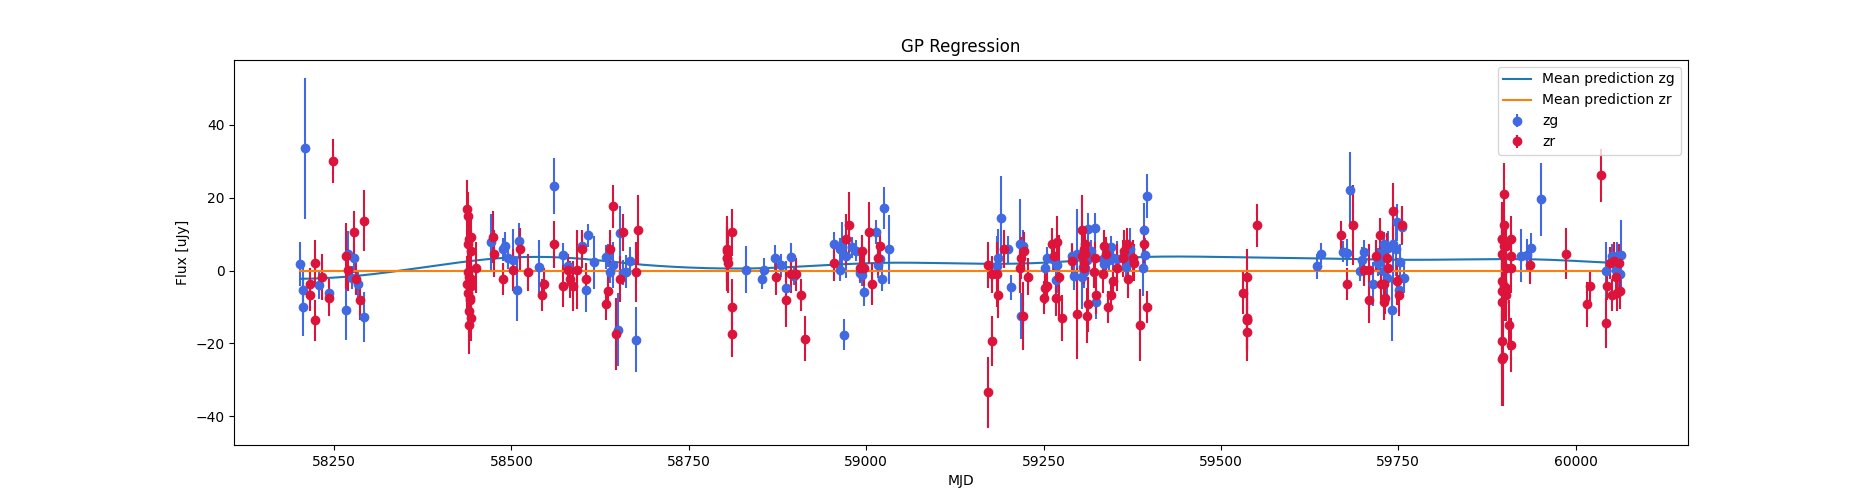 GP Regression
Flux [uJy]
40
20
0
−20
−40
58250 58500 58750 59000 59250 59500 59750 60000
MJD
Mean prediction zg
Mean prediction zr
zg
zr